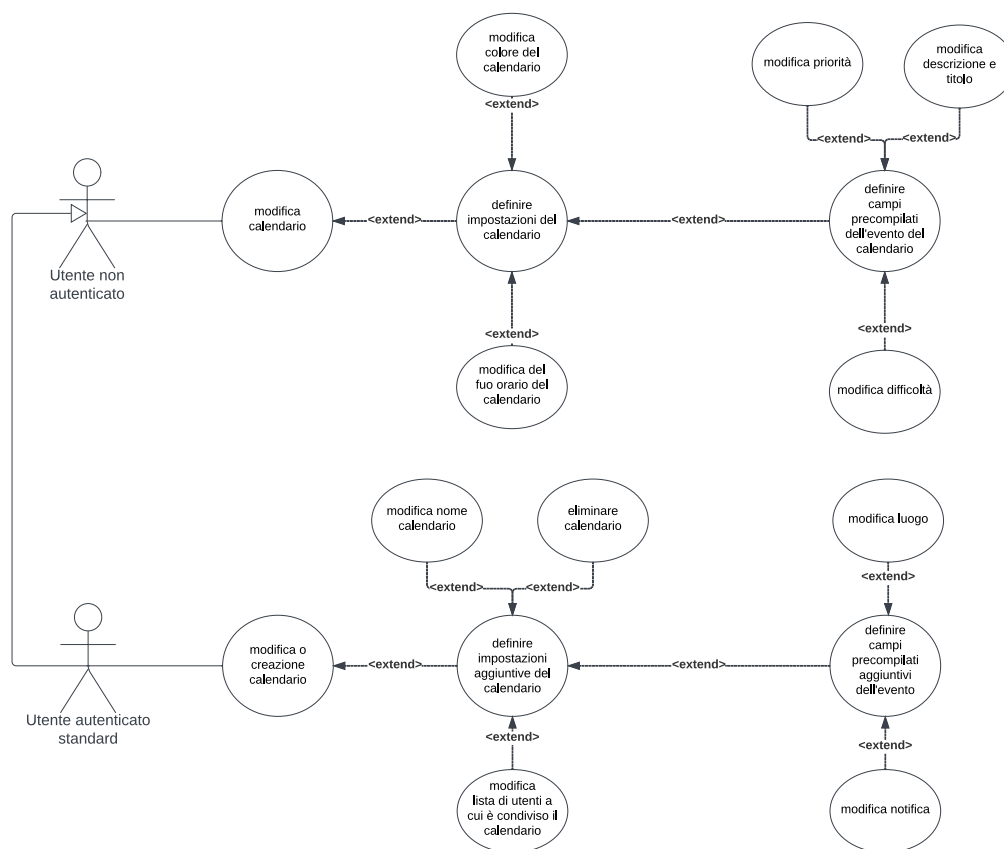 modifica
colore del
calendario
modifica priorità
modifica
descrizione e
titolo
<extend>
<extend>
<extend>
Utente non
autenticato
modifica
calendario
<extend>
definire
impostazioni del
calendario
<extend>
definire
campi
precompilati
dell'evento del
calendario
<extend>
<extend>
modifica del
fuo orario del
calendario
modifica difficoltà
modifica nome
calendario
eliminare
calendario
modifica luogo
<extend>
<extend>
<extend>
Utente autenticato
standard
modifica o
creazione
calendario
<extend>
definire
impostazioni
aggiuntive del
calendario
<extend>
definire
campi
precompilati
aggiuntivi
dell'evento
<extend>
<extend>
modifica
lista di utenti a
cui è condiviso il
calendario
modifica notifica